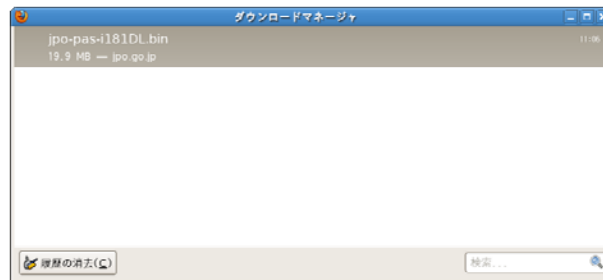 ダウンロードマネージャ
jpo-pas-i181DL.bin
11:06
19.9 MB — jpo.go.jp
履歴の消去(C)
検索...